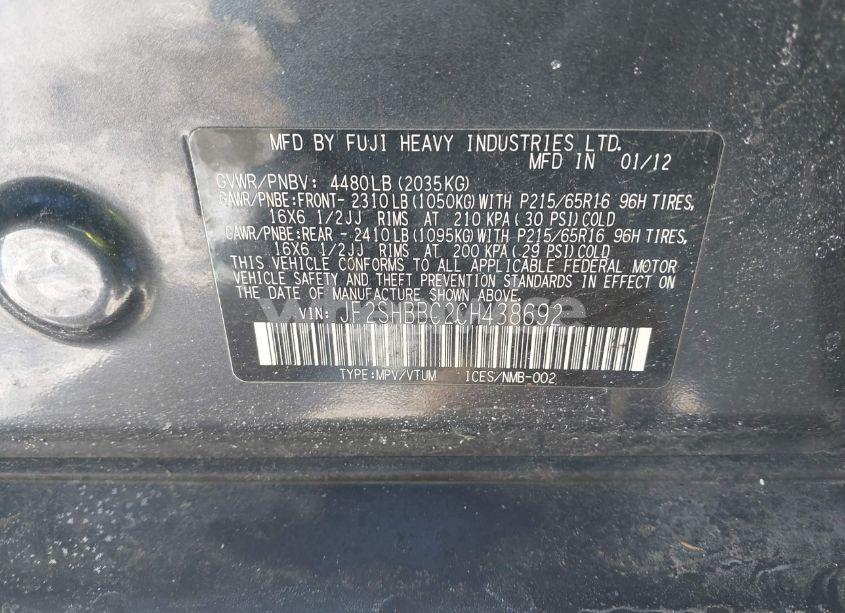 MFD BY FUJI HEAVY INDUSTRIES LTD.
MFD IN 01/12
GVWR/PNBV: 4480LB(2035KG)
GAWR/PNBE:FRONT- 2310LB(1050KG)WITH P215/65R16 96H TIRES,
16X6 1/2JJ RIMS AT 210 KPA(30 PSI)COLD
GAWR/PNBE:REAR -2410LB(1095KG)WITH P215/65R16 96H TIRES,
16X6 1/2JJ RIMS AT 200 KPA(29 PSI)COLD
THIS VEHICLE CONFORMS TO ALL APPLICABLE FEDERAL MOTOR
VEHICLE SAFETY AND THEFT PREVENTION STANDARDS IN EFFECT ON
THE DATE OF MANUFACTURE SHOWN ABOVE.
VIN: JF2SHBBC2CH438692
TYPE:MPV/VTUM ICES/NMB-002